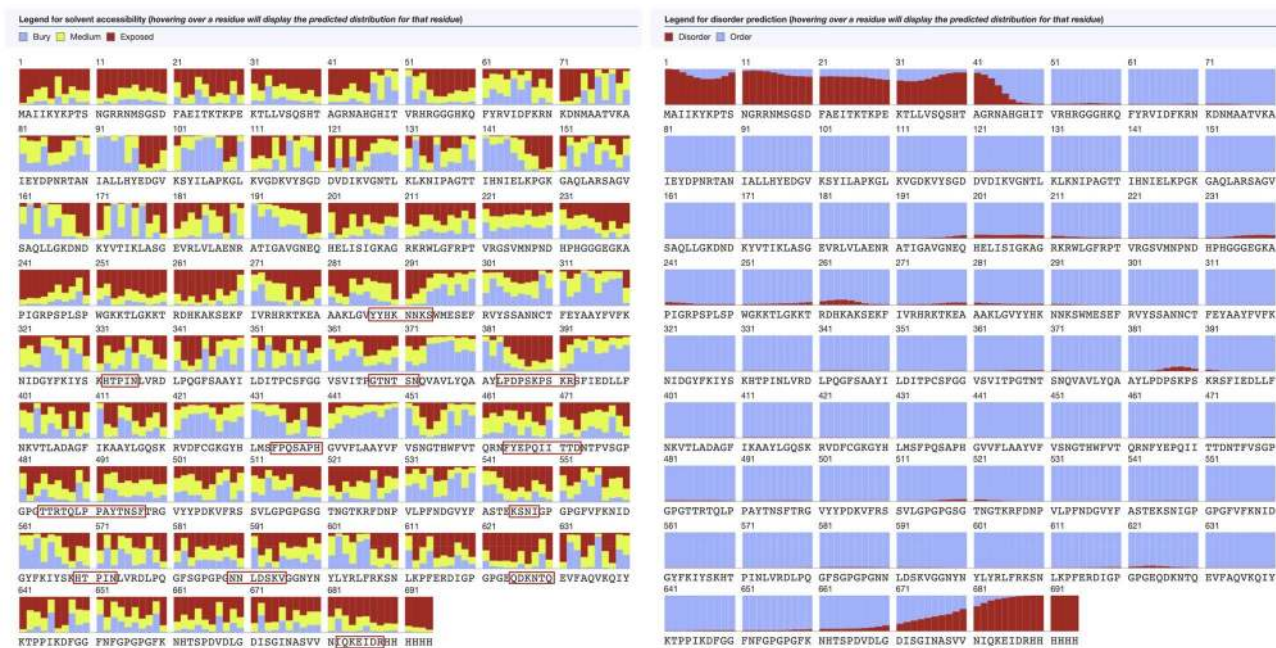 Legend for solvent accessibility (hovering over a residue will display the predicted distribution for that residue)
Bury Medium Exposed
1 11 21 31 41 51 61 71
MAIIKYKPTS NGRRNMSGSD FAEITKTKPE KTLLVSQSHT AGRNAHGHIT VRHRGGGHKQ FYRVIDFKRN KDNMAATVKA
81 91 101 111 121 131 141 151
IEYDPNRTAN IALLHYEDGV KSYILAPKGL KVGDKVYSGD DVDIKVGNTL KLKNIPAGTT IHNIELKPGK GAQLARSAGV
161 171 181 191 201 211 221 231
SAQLLGKDND KYVTIKLASG EVRLVLAENR ATIGAVGNEQ HELISIGKAG RKRWLGFRPT VRGSVMNPND HPHGGGEGKA
241 251 261 271 281 291 301 311
PIGRPSPLSP WGKKTLGKKT RDHKAKSEKF IVRHRKTKEA AAKLGVYYHK NNKSWMESEF RVYSSANNCT FEYAAYFVFK
321 331 341 351 361 371 381 391
NIDGYFKIYS KHTPINLVRD LPQGFSAAYI LDITPCSFGG VSVITPGTNT SNQVAVLYQA AYLPDPSKPS KRSFIEDLLF
401 411 421 431 441 451 461 471
NKVTLADAGF IKAAYLGQSK RVDFCGKGYH LMSFPQSAPH GVVFLAAYVF VSNGTHWFVT QRNFYEPQII TTDNTFVSGP
481 491 501 511 521 531 541 551
GPGTTRTQLP PAYTNSFTRG VYYPDKVFRS SVLGPGPGSG TNGTKRFDNP VLPFNDGVYF ASTEKSNIGP GPGFVFKNID
561 571 581 591 601 611 621 631
GYFKIYSKHT PINLVRDLPQ GFSGPGPGNN LDSKVGGNYN YLYRLFRKSN LKPFERDIGP GPGEQDKNTQ EVFAQVKQIY
641 651 661 671 681 691
KTPPIKDFGG FNFGPGPGFK NHTSPDVDLG DISGINASVV NIQKEIDRHH HHHH
Legend for disorder prediction (hovering over a residue will display the predicted distribution for that residue)
Disorder Order
1 11 21 31 41 51 61 71
MAIIKYKPTS NGRRNMSGSD FAEITKTKPE KTLLVSQSHT AGRNAHGHIT VRHRGGGHKQ FYRVIDFKRN KDNMAATVKA
81 91 101 111 121 131 141 151
IEYDPNRTAN IALLHYEDGV KSYILAPKGL KVGDKVYSGD DVDIKVGNTL KLKNIPAGTT IHNIELKPGK GAQLARSAGV
161 171 181 191 201 211 221 231
SAQLLGKDND KYVTIKLASG EVRLVLAENR ATIGAVGNEQ HELISIGKAG RKRWLGFRPT VRGSVMNPND HPHGGGEGKA
241 251 261 271 281 291 301 311
PIGRPSPLSP WGKKTLGKKT RDHKAKSEKF IVRHRKTKEA AAKLGVYYHK NNKSWMESEF RVYSSANNCT FEYAAYFVFK
321 331 341 351 361 371 381 391
NIDGYFKIYS KHTPINLVRD LPQGFSAAYI LDITPCSFGG VSVITPGTNT SNQVAVLYQA AYLPDPSKPS KRSFIEDLLF
401 411 421 431 441 451 461 471
NKVTLADAGF IKAAYLGQSK RVDFCGKGYH LMSFPQSAPH GVVFLAAYVF VSNGTHWFVT QRNFYEPQII TTDNTFVSGP
481 491 501 511 521 531 541 551
GPGTTRTQLP PAYTNSFTRG VYYPDKVFRS SVLGPGPGSG TNGTKRFDNP VLPFNDGVYF ASTEKSNIGP GPGFVFKNID
561 571 581 591 601 611 621 631
GYFKIYSKHT PINLVRDLPQ GFSGPGPGNN LDSKVGGNYN YLYRLFRKSN LKPFERDIGP GPGEQDKNTQ EVFAQVKQIY
641 651 661 671 681 691
KTPPIKDFGG FNFGPGPGFK NHTSPDVDLG DISGINASVV NIQKEIDRHH HHHH